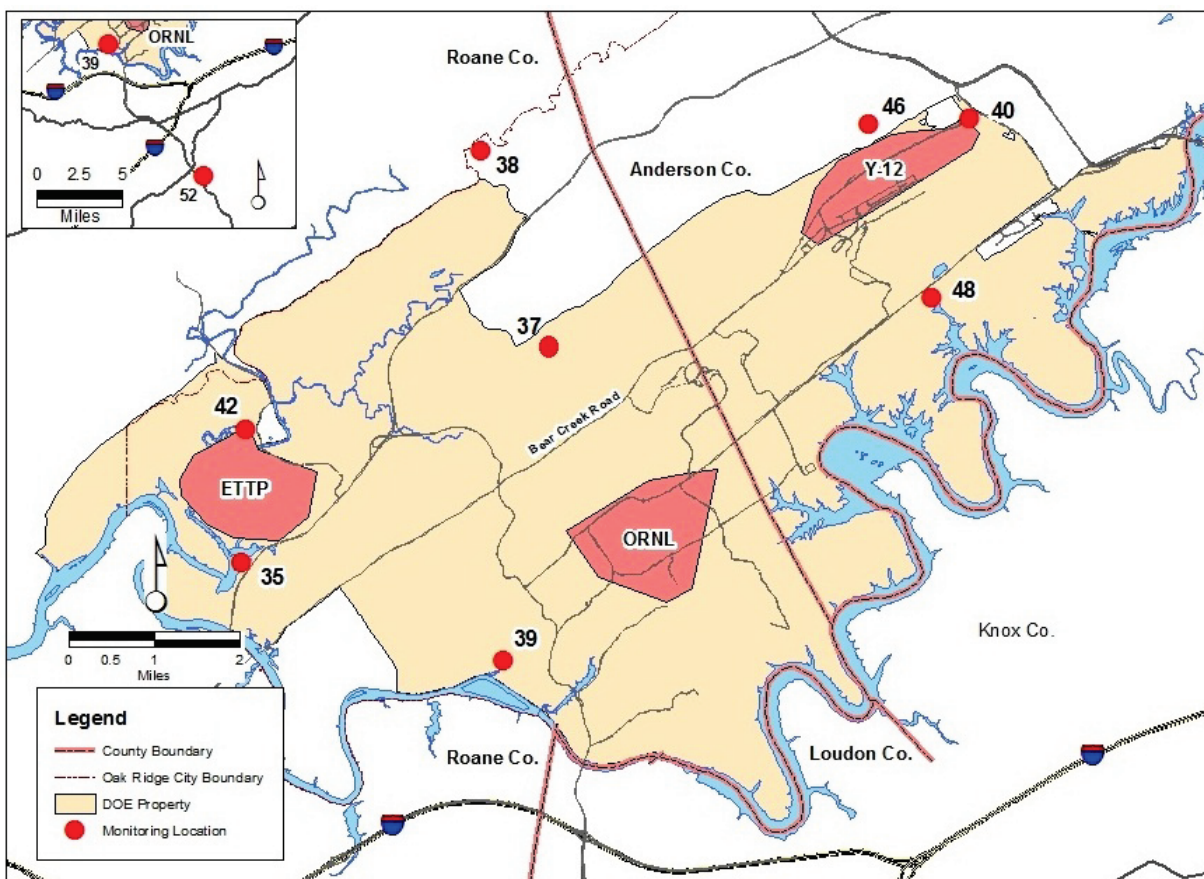 ORNL
39
0 2.5 5
Miles
52
Roane Co.
38
Anderson Co.
46
40
Y-12
48
37
Bear Creek Road
42
ETTP
35
ORNL
39
Knox Co.
0 0.5 1 2
Miles
Roane Co.
Loudon Co.
Legend
County Boundary
Oak Ridge City Boundary
DOE Property
Monitoring Location